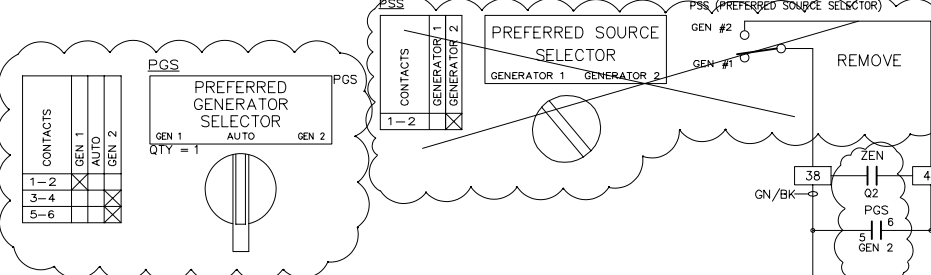 PGS
PREFERRED
GENERATOR
SELECTOR
GEN 1 AUTO GEN 2
PGS
QTY = 1
CONTACTS
GEN 1
AUTO
GEN 2
1-2
3-4
5-6
PSS
CONTACTS
GENERATOR 1
GENERATOR 2
1-2
PREFERRED SOURCE
SELECTOR
GENERATOR 1 GENERATOR 2
PSS (PREFERRED SOURCE SELECTOR)
GEN #2
GEN #1
REMOVE
ZEN
38
4
Q2
GN/BK
PGS
5 6
GEN 2